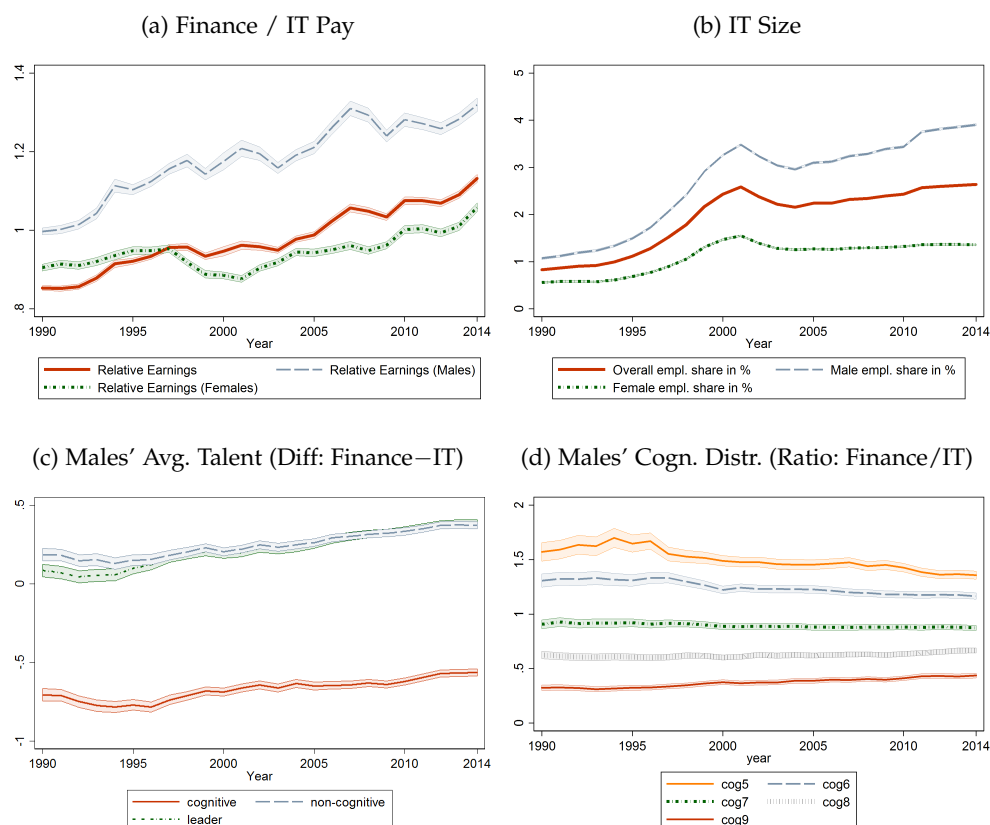 (a) Finance / IT Pay
1.4
1.2
1
.8
1990 1995 2000 2005 2010 2014
Year
Relative Earnings Relative Earnings (Males)
Relative Earnings (Females)
(b) IT Size
5
4
3
2
1
0
1990 1995 2000 2005 2010 2014
Year
Overall empl. share in % Male empl. share in %
Female empl. share in %
(c) Males' Avg. Talent (Diff: Finance−IT)
.5
0
-.5
-1
1990 1995 2000 2005 2010 2014
Year
cognitive non-cognitive
leader
(d) Males' Cogn. Distr. (Ratio: Finance/IT)
2
1.5
1
.5
0
1990 1995 2000 2005 2010 2014
year
cog5 cog6
cog7 cog8
cog9